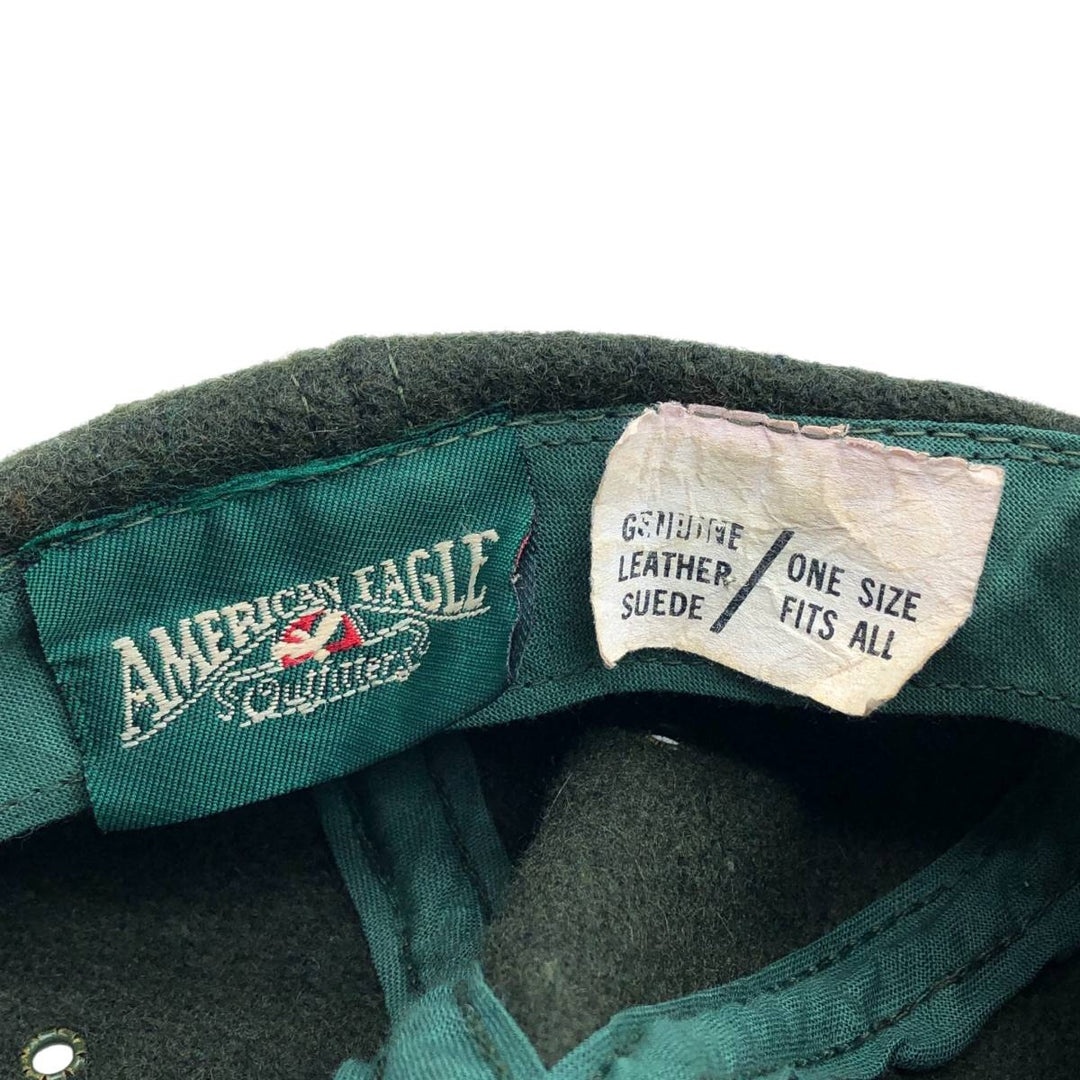 AMERICAN EAGLE
Outfitters
GENUINE
LEATHER
SUEDE /
ONE SIZE
FITS ALL